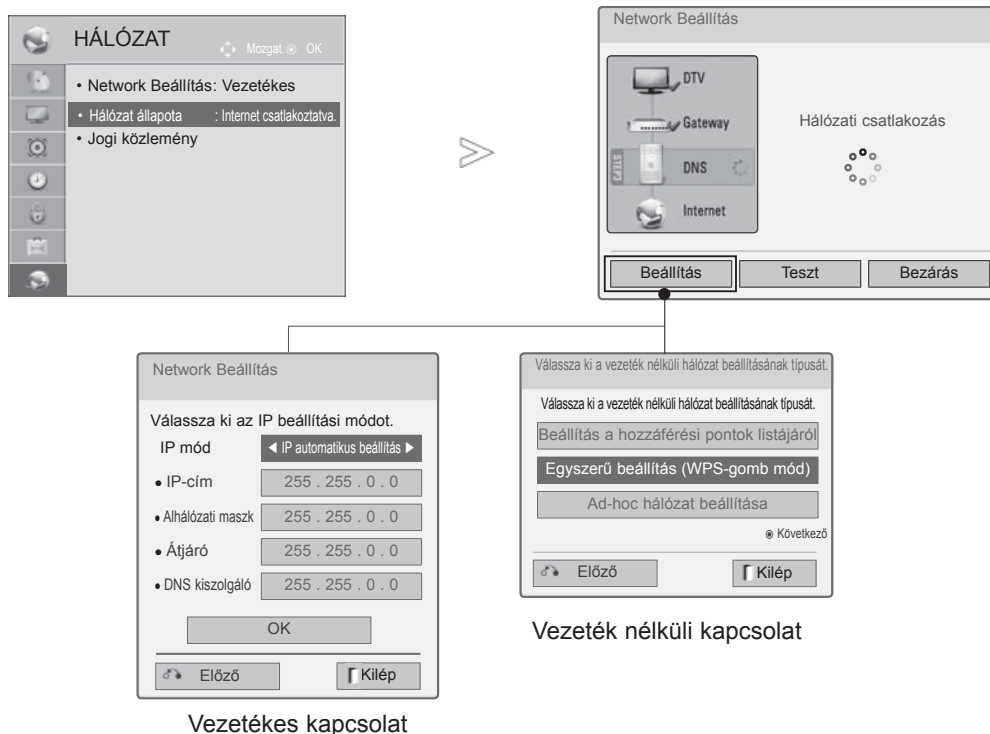 HÁLÓZAT
Mozgat. OK
• Network Beállítás: Vezetékes
• Hálózat állapota : Internet csatlakoztatva.
• Jogi közlemény
Network Beállítás
DTV
Gateway
STEP3
DNS
Internet
Hálózati csatlakozás
Beállítás Teszt Bezárás
Network Beállítás
Válassza ki az IP beállítási módot.
IP mód ◀ IP automatikus beállítás ▶
• IP-cím 255 . 255 . 0 . 0
• Alhálózati maszk 255 . 255 . 0 . 0
• Átjáró 255 . 255 . 0 . 0
• DNS kiszolgáló 255 . 255 . 0 . 0
OK
Előző Kilép
Vezetékes kapcsolat
Válassza ki a vezeték nélküli hálózat beállításának típusát.
Válassza ki a vezeték nélküli hálózat beállításának típusát.
Beállítás a hozzáférési pontok listájáról
Egyszerű beállítás (WPS-gomb mód)
Ad-hoc hálózat beállítása
Következő
Előző Kilép
Vezeték nélküli kapcsolat